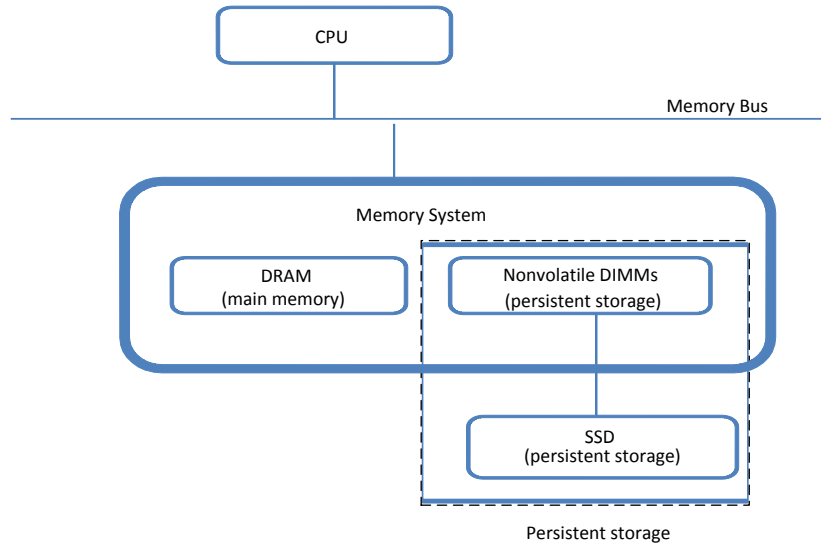 CPU
Memory Bus
Memory System
DRAM
(main memory)
Nonvolatile DIMMs
(persistent storage)
SSD
(persistent storage)
Persistent storage